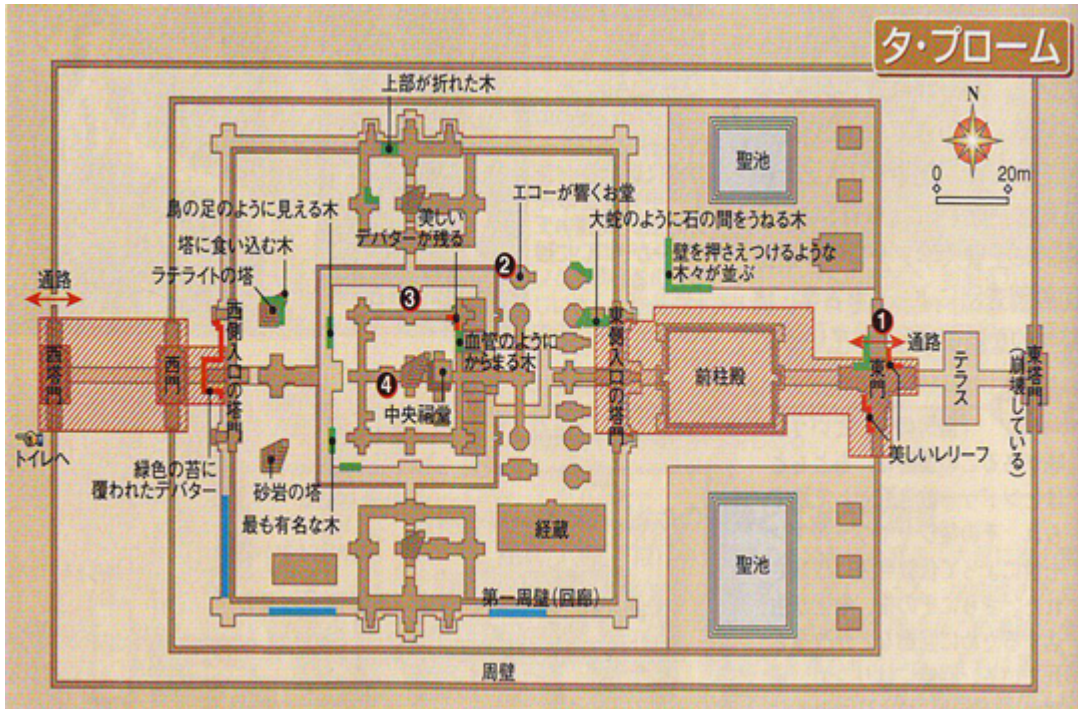 タ・プローム
N
0 20m
上部が折れた木
聖池
エコーが響くお堂
鳥の足のように見える木
美しい
デバターが残る
大蛇のように石の間をうねる木
塔に食い込む木
壁を押さえつけるような
木々が並ぶ
ラテライトの塔
通路
2
3
1
通路
西塔門
西門
西側入口の塔門
血管のように
からまる木
東側入口の塔門
前柱殿
東門
テラス
東塔門
(崩壊している)
4
中央祠堂
トイレへ
緑色の苔に
覆われたデバター
砂岩の塔
最も有名な木
美しいレリーフ
経蔵
聖池
第一周壁(回廊)
周壁